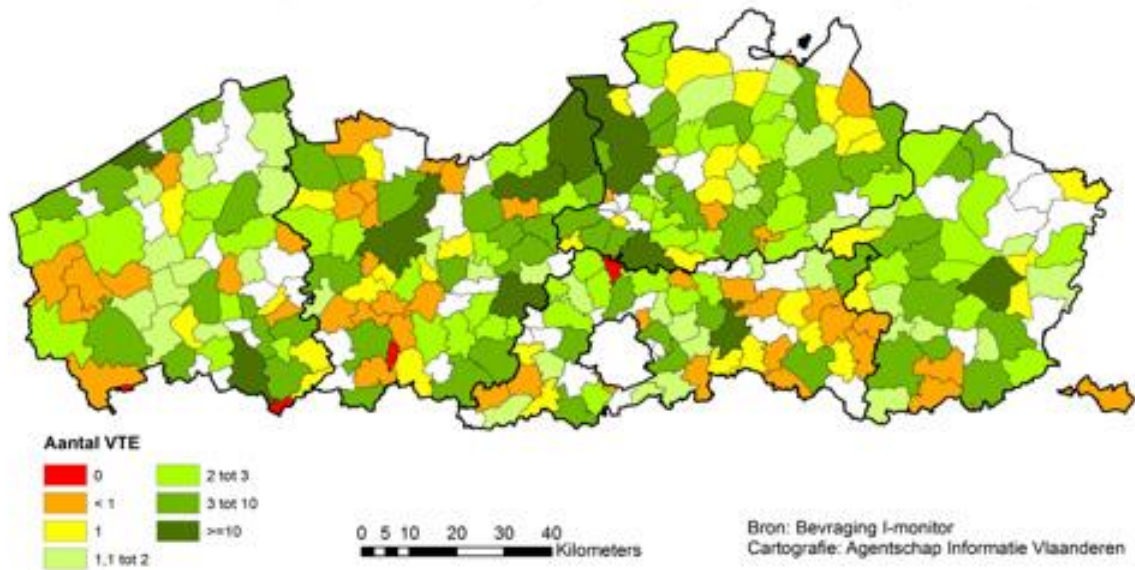 Aantal VTE
0
< 1
1
1,1 tot 2
2 tot 3
3 tot 10
>=10
0 5 10 20 30 40
Kilometers
Bron: Bevraging I-monitor
Cartografie: Agentschap Informatie Vlaanderen